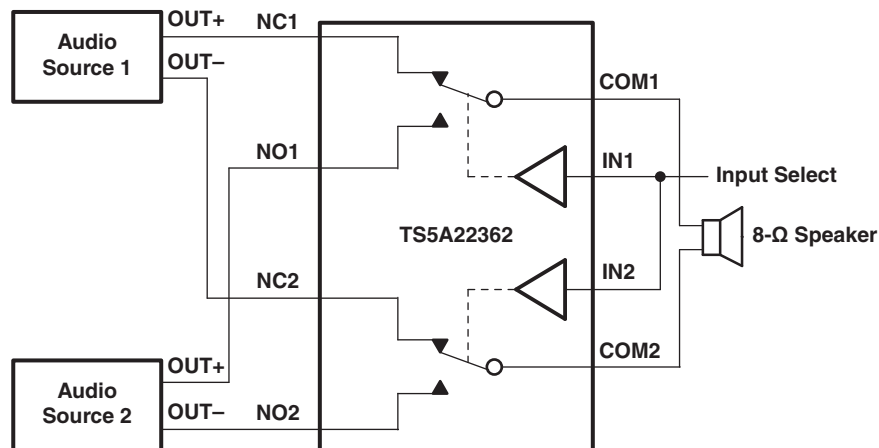 OUT+
NC1
Audio
Source 1
OUT–
COM1
NO1
IN1
Input Select
TS5A22362
8-Ω Speaker
NC2
IN2
COM2
OUT+
Audio
Source 2
OUT–
NO2